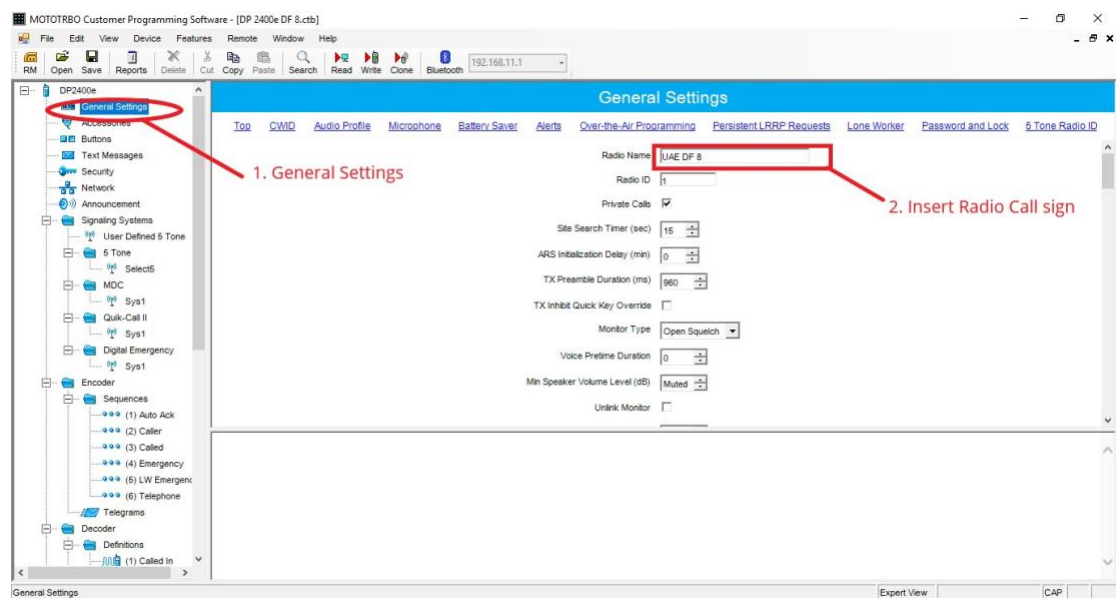 MOTOTRBO Customer Programming Software - [DP 2400e DF 8.ctb]
File Edit View Device Features Remote Window Help
RM Open Save Reports Delete Cut Copy Paste Search Read Write Clone Bluetooth 192.168.11.1
DP2400e
General Settings
Accessories
Buttons
Text Messages
Security
Network
Announcement
Signaling Systems
User Defined 5 Tone
5 Tone
Select5
MDC
Sys1
Quik-Call II
Sys1
Digital Emergency
Sys1
Encoder
Sequences
(1) Auto Ack
(2) Caller
(3) Called
(4) Emergency
(5) LW Emergenc
(6) Telephone
Telegrams
Decoder
Definitions
(1) Called In
General Settings
Top CWID Audio Profile Microphone Battery Saver Alerts Over-the-Air Programming Persistent LRRP Requests Lone Worker Password and Lock 5 Tone Radio ID
Radio Name UAE DF 8
Radio ID 1
Private Calls
Site Search Timer (sec) 15
ARS Initialization Delay (min) 0
TX Preamble Duration (ms) 960
TX Inhibit Quick Key Override
Monitor Type Open Squelch
Voice Pretime Duration 0
Min Speaker Volume Level (dB) Muted
Unlink Monitor
1. General Settings
2. Insert Radio Call sign
General Settings Expert View CAP